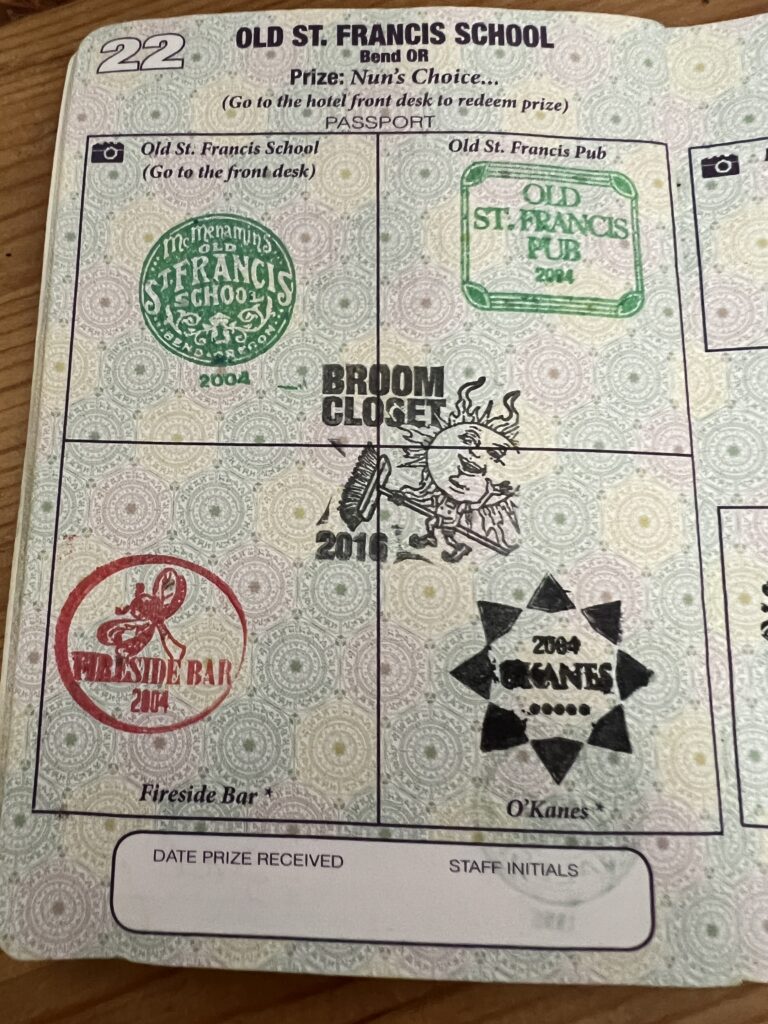 22
OLD ST. FRANCIS SCHOOL
Bend OR
Prize: Nun's Choice...
(Go to the hotel front desk to redeem prize)
PASSPORT
Old St. Francis School
(Go to the front desk)
McMenamins
OLD
ST. FRANCIS
SCHOOL
BEND OREGON
2004
Old St. Francis Pub
OLD
ST. FRANCIS
PUB
2004
BROOM
CLOSET
2016
FIRESIDE BAR
2004
Fireside Bar *
2004
OKANES
O'Kanes *
DATE PRIZE RECEIVED
STAFF INITIALS